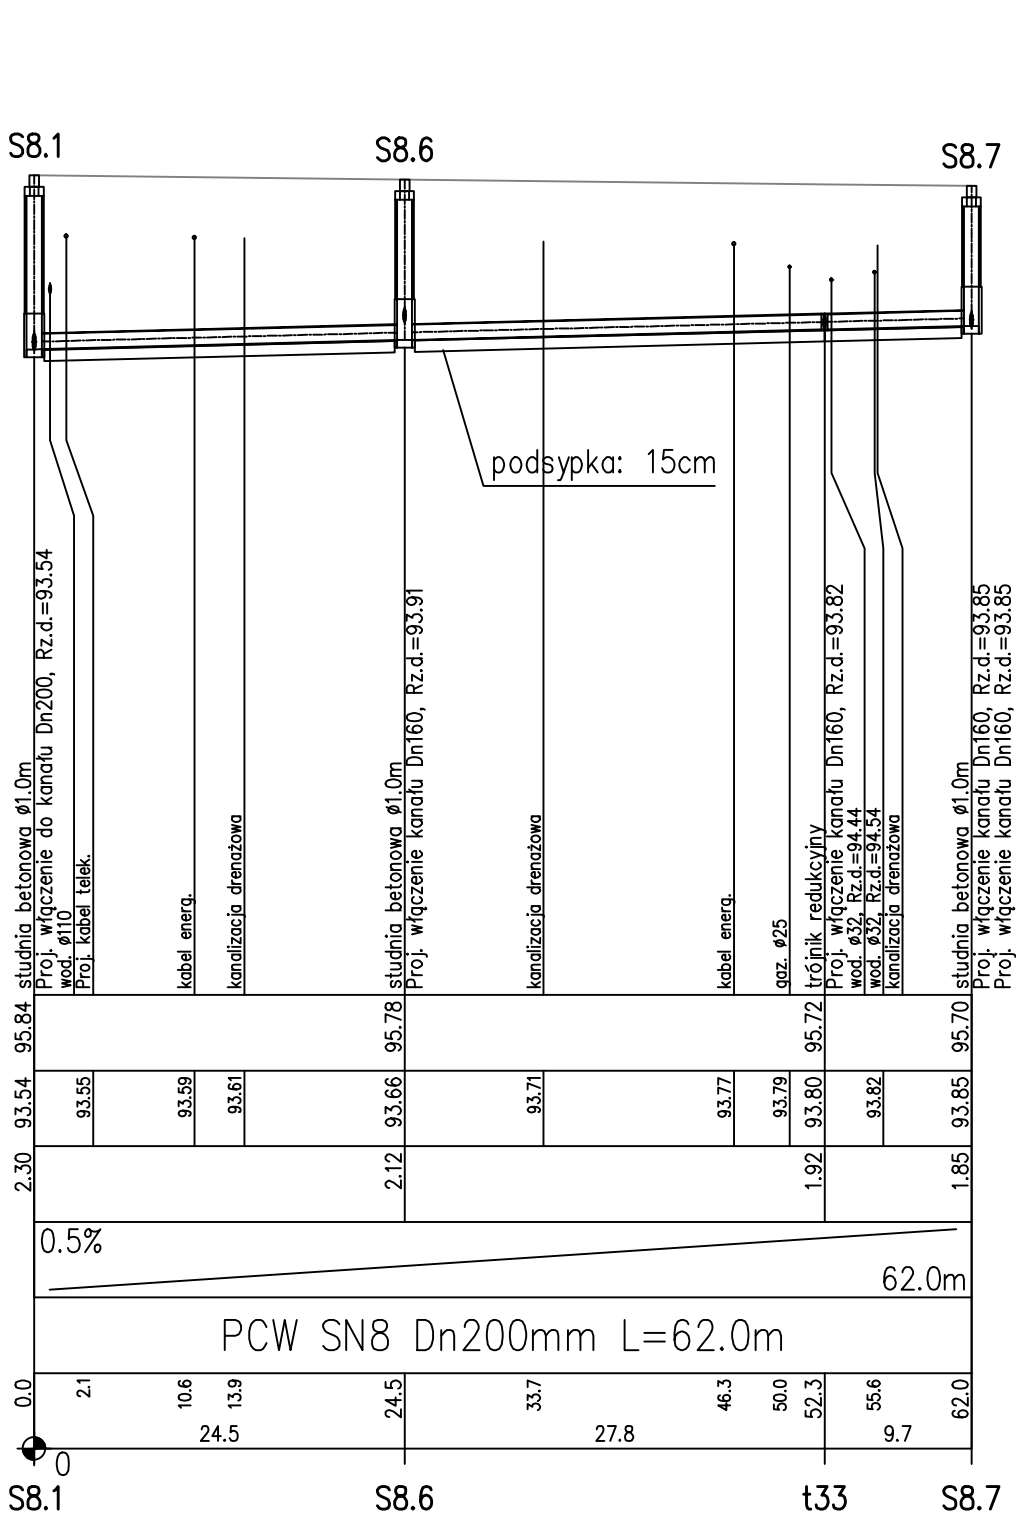 S8.1
S8.6
S8.7
podsypka: 15cm
studnia betonowa ø1.0m
Proj. włączenie do kanału Dn200, Rz.d.=93.54
wod. ø110
Proj. kabel telek.
kabel energ.
kanalizacja drenażowa
studnia betonowa ø1.0m
Proj. włączenie kanału Dn160, Rz.d.=93.91
kanalizacja drenażowa
kabel energ.
gaz. ø25
trójnik redukcyjny
Proj. włączenie kanału Dn160, Rz.d.=93.82
wod. ø32, Rz.d.=94.44
wod. ø32, Rz.d.=94.54
kanalizacja drenażowa
studnia betonowa ø1.0m
Proj. włączenie kanału Dn160, Rz.d.=93.85
Proj. włączenie kanału Dn160, Rz.d.=93.85
95.84
95.78
95.72
95.70
93.54
93.55
93.59
93.61
93.66
93.71
93.77
93.79
93.80
93.82
93.85
2.30
2.12
1.92
1.85
0.5%
62.0m
PCW SN8 Dn200mm L=62.0m
0.0
2.1
10.6
13.9
24.5
33.7
46.3
50.0
52.3
55.6
62.0
24.5
27.8
9.7
0
S8.1
S8.6
t33
S8.7